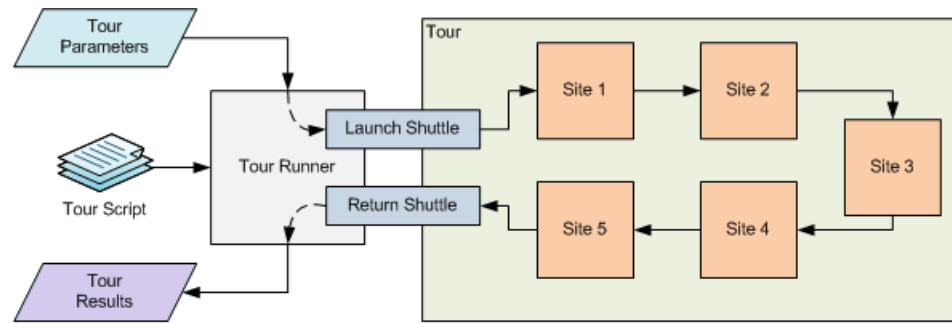 Tour
Parameters
Tour
Site 1
Site 2
Launch Shuttle
Site 3
Tour Runner
Tour Script
Return Shuttle
Site 5
Site 4
Tour
Results